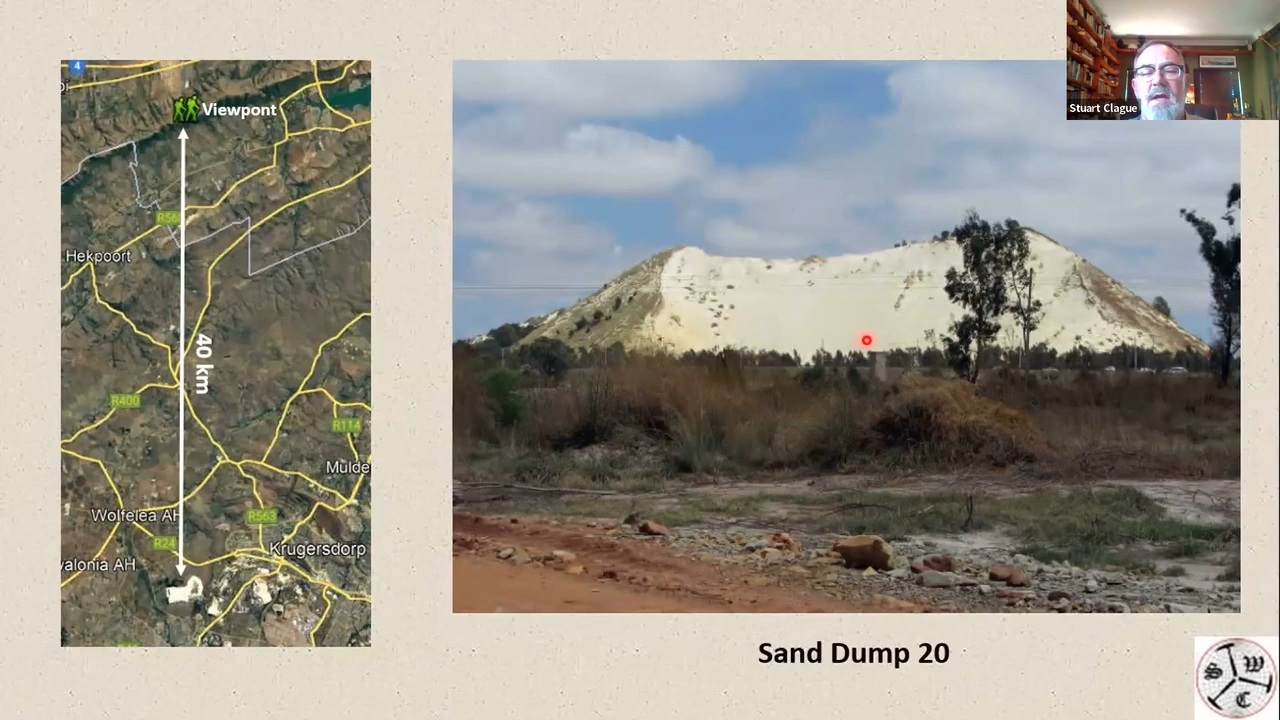 4
Viewpont
R56
Hekpoort
40 km
R400
R114
Mulde
Wolfelea AH
R563
R24
Krugersdorp
valonia AH
Stuart Clague
Sand Dump 20
S W C